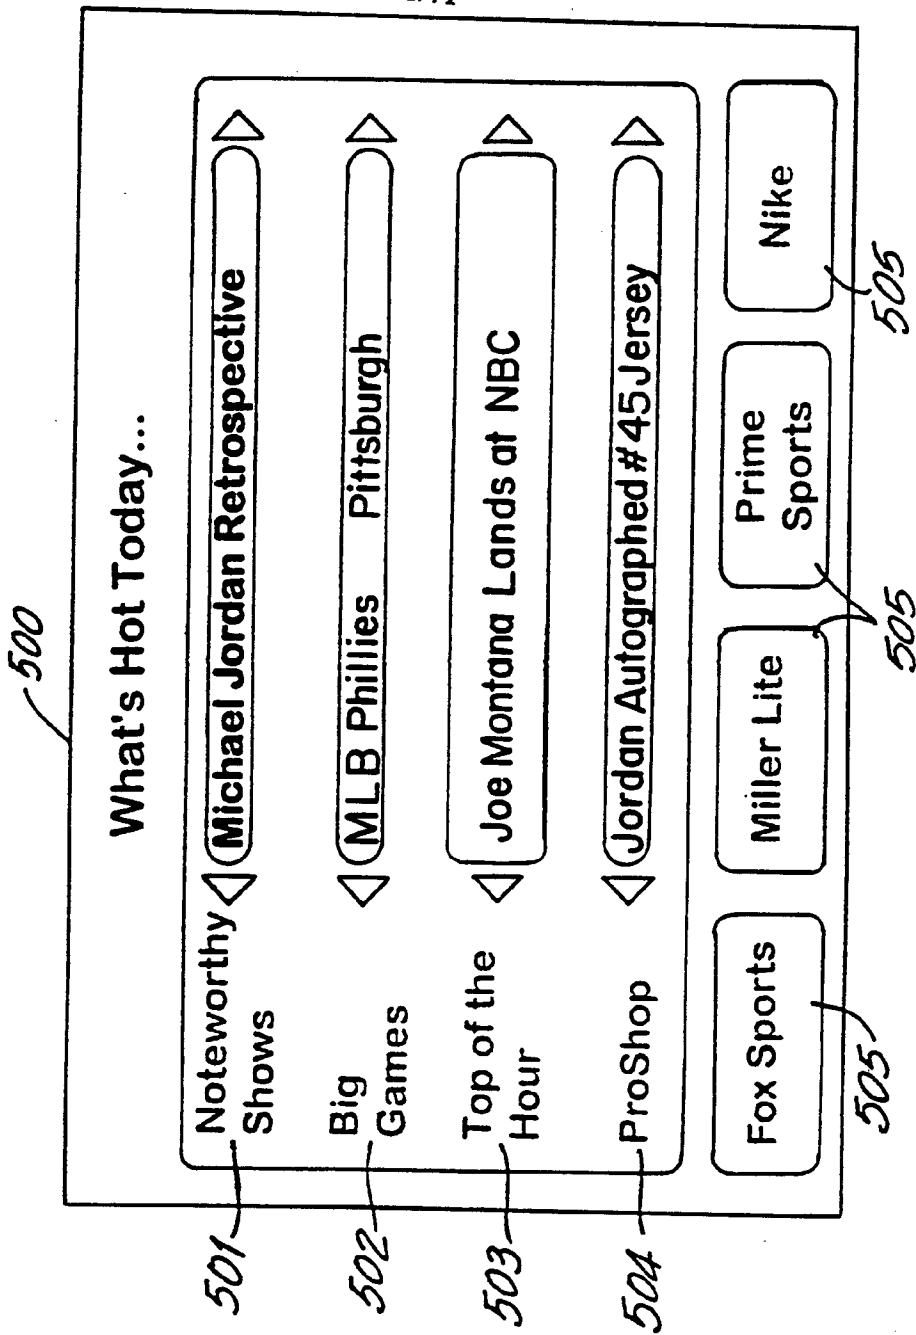 500
What's Hot Today...
501
Noteworthy
Shows
Michael Jordan Retrospective
502
Big
Games
MLB Phillies Pittsburgh
503
Top of the
Hour
Joe Montana Lands at NBC
504
ProShop
Jordan Autographed #45 Jersey
Fox Sports
Miller Lite
Prime
Sports
Nike
505
505
505